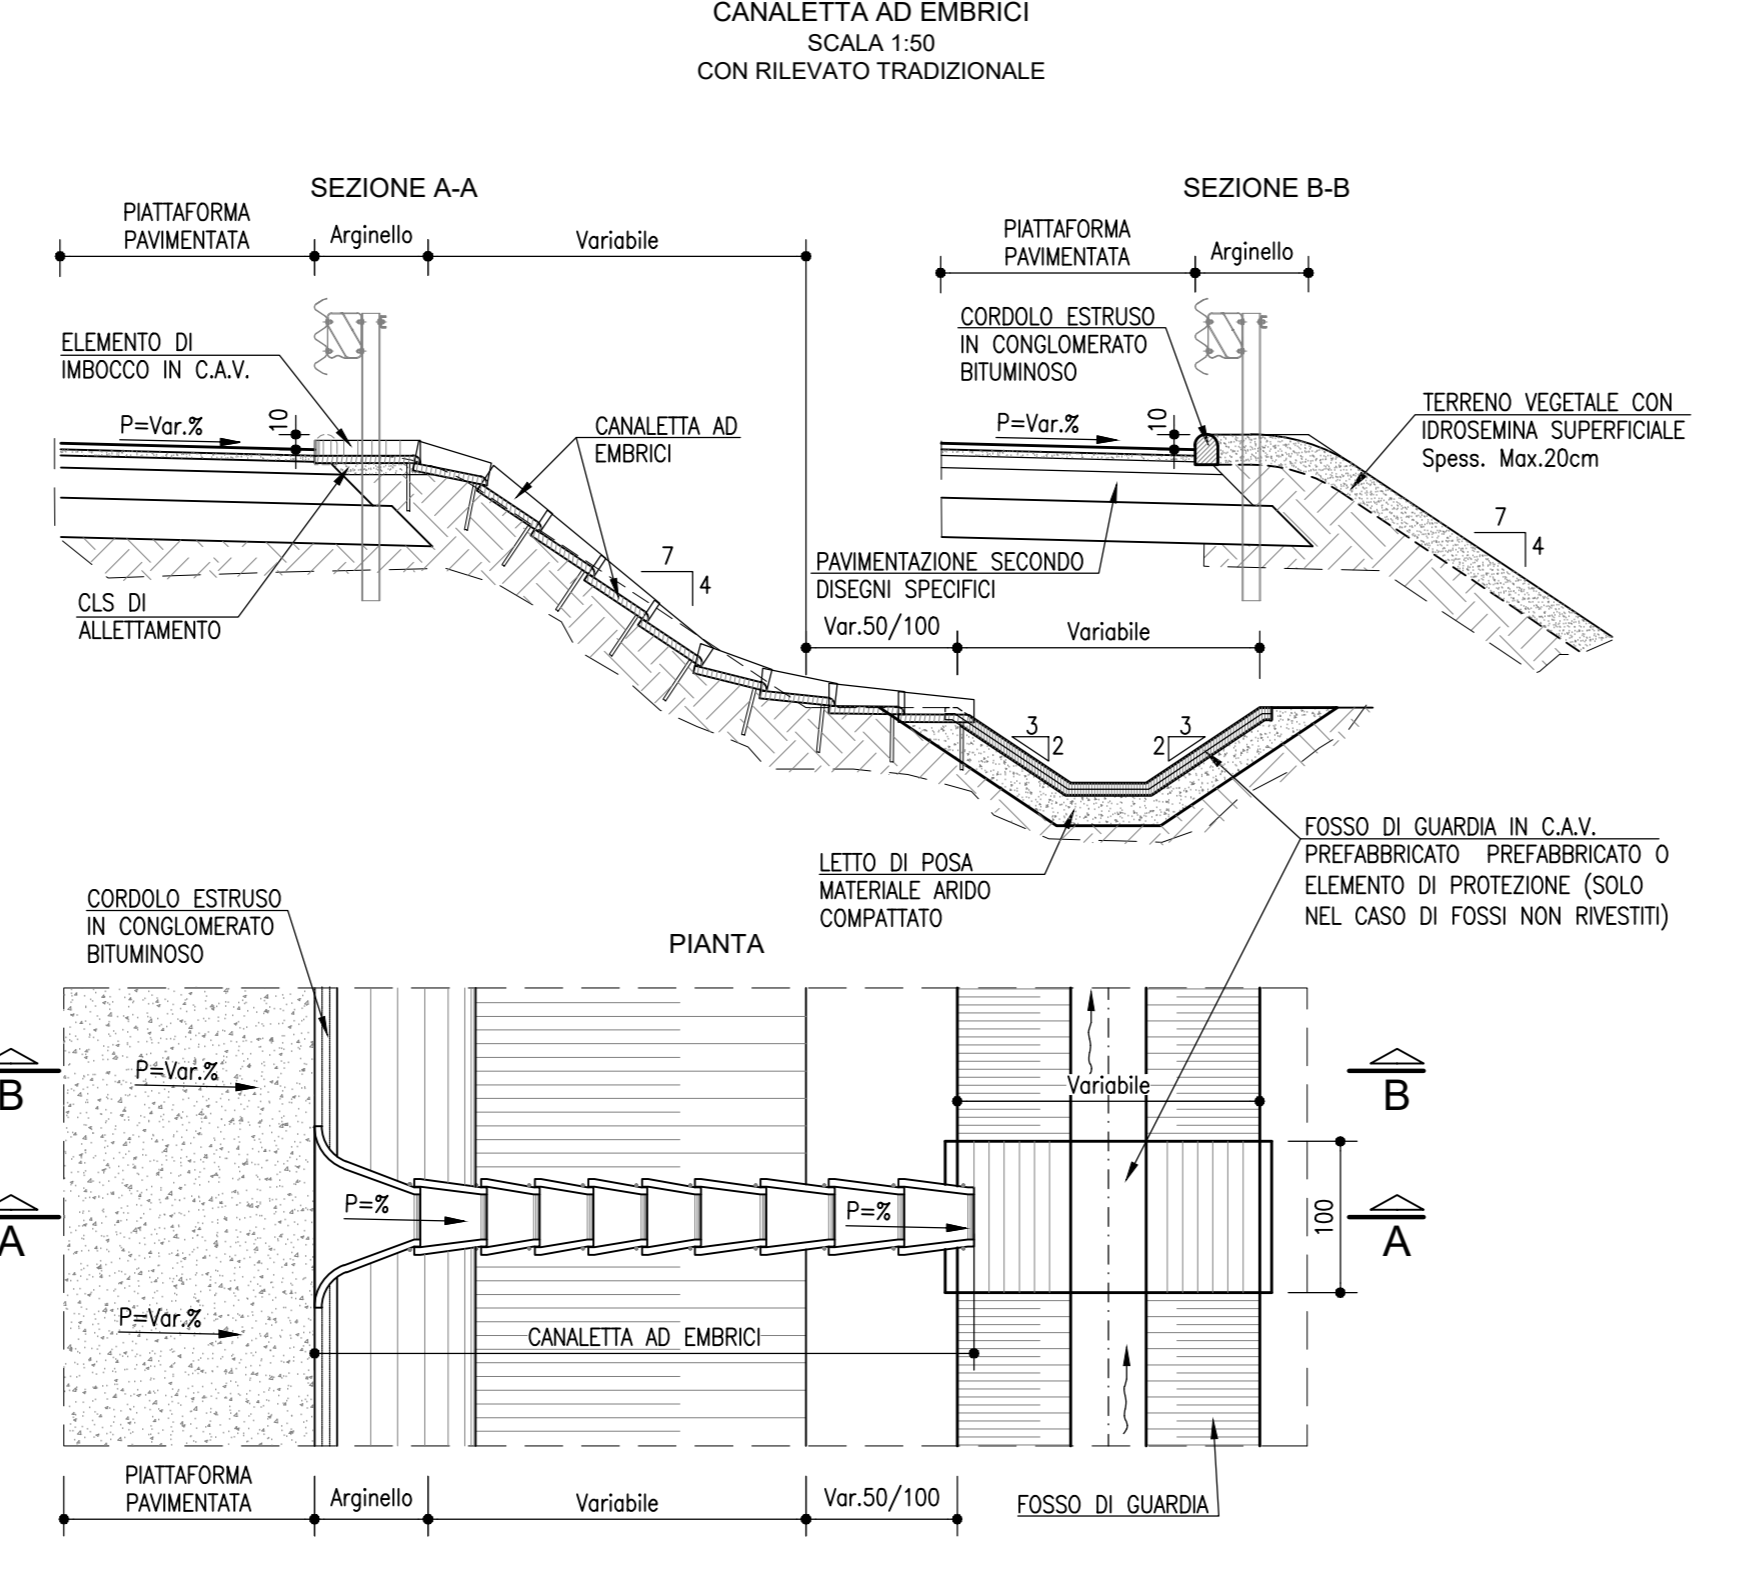 CANALETTA AD EMBRICI
SCALA 1:50
CON RILEVATO TRADIZIONALE
SEZIONE A-A
PIATTAFORMA
PAVIMENTATA
Arginello
Variabile
ELEMENTO DI
IMBOCCO IN C.A.V.
P=Var.%
10
CANALETTA AD
EMBRICI
7
4
CLS DI
ALLETTAMENTO
SEZIONE B-B
PIATTAFORMA
PAVIMENTATA
Arginello
CORDOLO ESTRUSO
IN CONGLOMERATO
BITUMINOSO
P=Var.%
10
TERRENO VEGETALE CON
IDROSEMINA SUPERFICIALE
Spess. Max.20cm
7
4
PAVIMENTAZIONE SECONDO
DISEGNI SPECIFICI
Var.50/100
Variabile
3
2
3
2
LETTO DI POSA
MATERIALE ARIDO
COMPATTATO
FOSSO DI GUARDIA IN C.A.V.
PREFABBRICATO PREFABBRICATO O
ELEMENTO DI PROTEZIONE (SOLO
NEL CASO DI FOSSI NON RIVESTITI)
CORDOLO ESTRUSO
IN CONGLOMERATO
BITUMINOSO
PIANTA
P=Var.%
B
Variabile
B
P=%
P=%
100
A
A
P=Var.%
CANALETTA AD EMBRICI
PIATTAFORMA
PAVIMENTATA
Arginello
Variabile
Var.50/100
FOSSO DI GUARDIA